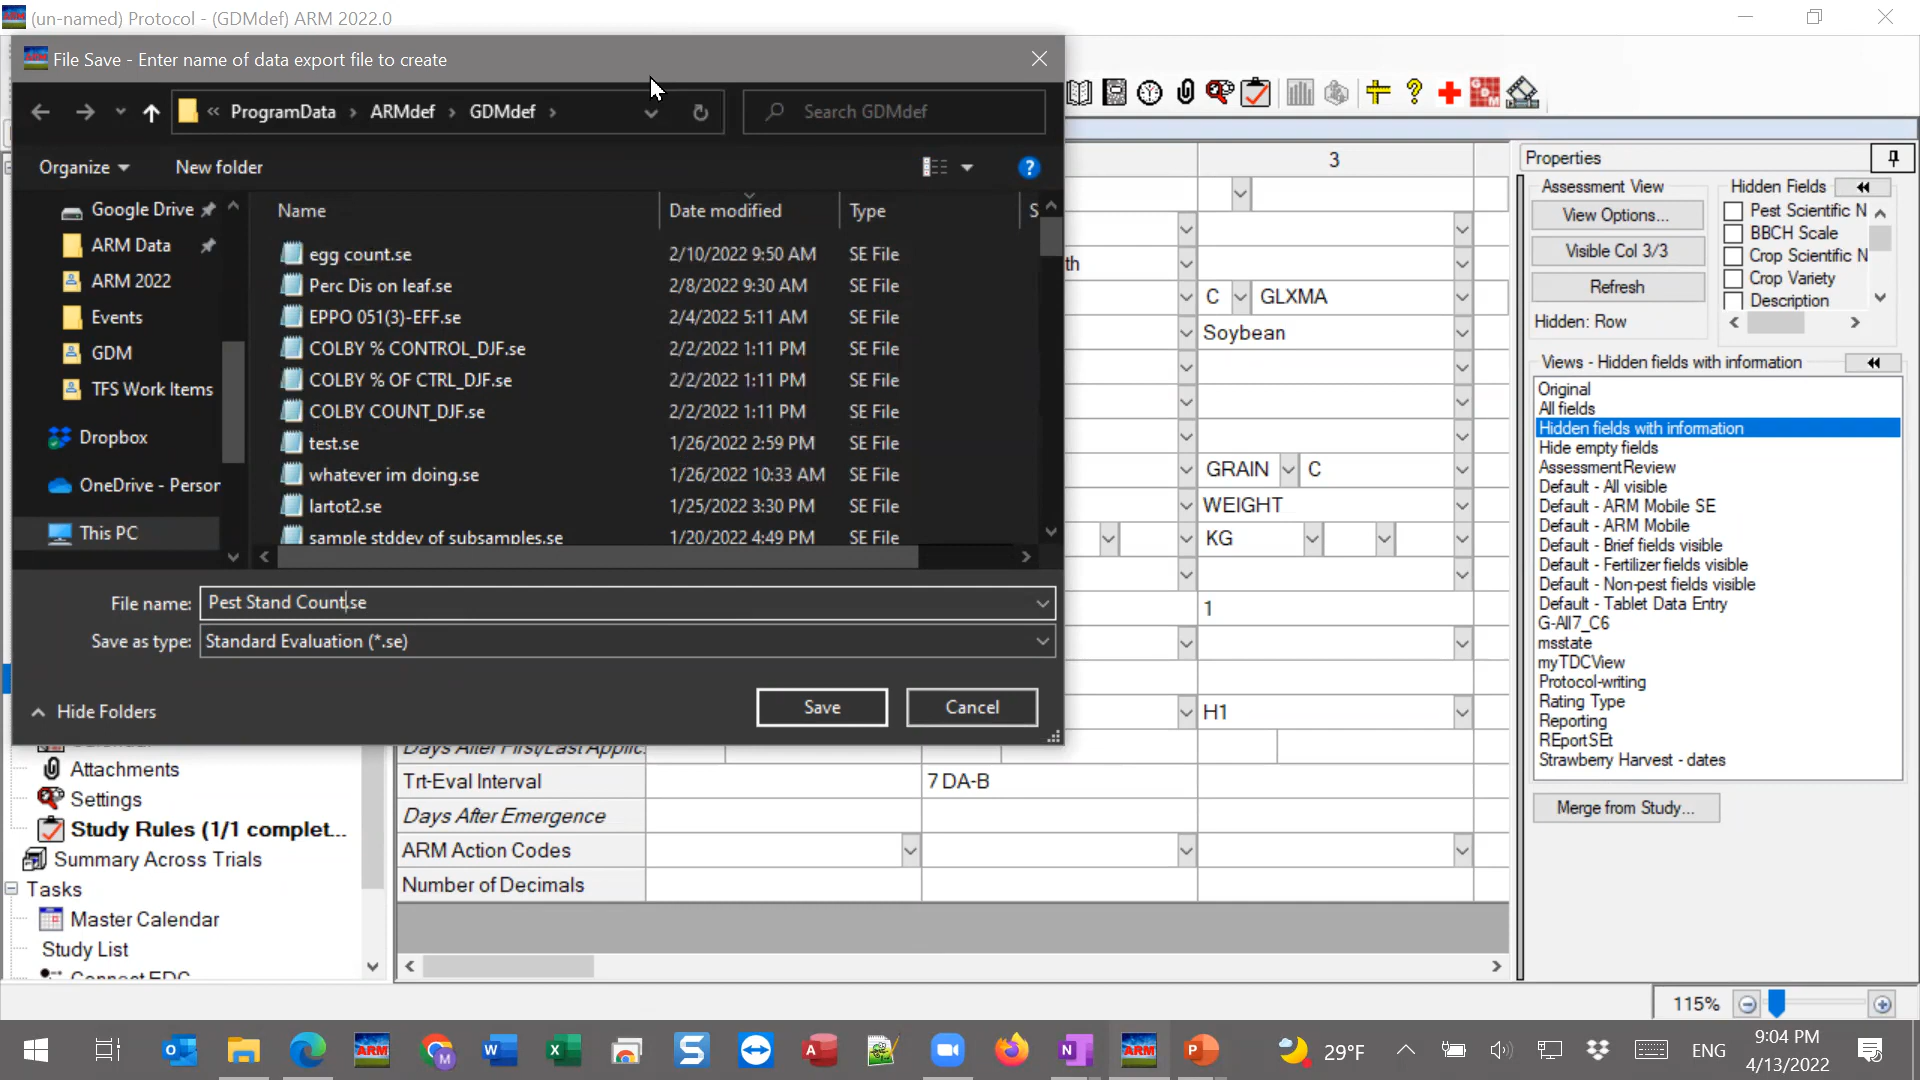 (un-named) Protocol - (GDMdef) ARM 2022.0
File Save - Enter name of data export file to create
« ProgramData › ARMdef › GDMdef ›
Search GDMdef
Organize
New folder
Google Drive
ARM Data
ARM 2022
Events
GDM
TFS Work Items
Dropbox
OneDrive - Person
This PC
Name Date modified Type S
egg count.se 2/10/2022 9:50 AM SE File
Perc Dis on leaf.se 2/8/2022 9:30 AM SE File
EPPO 051(3)-EFF.se 2/4/2022 5:11 AM SE File
COLBY % CONTROL_DJF.se 2/2/2022 1:11 PM SE File
COLBY % OF CTRL_DJF.se 2/2/2022 1:11 PM SE File
COLBY COUNT_DJF.se 2/2/2022 1:11 PM SE File
test.se 1/26/2022 2:59 PM SE File
whatever im doing.se 1/26/2022 10:33 AM SE File
lartot2.se 1/25/2022 3:30 PM SE File
sample stddev of subsamples.se 1/20/2022 4:49 PM SE File
File name: Pest Stand Count.se
Save as type: Standard Evaluation (*.se)
Hide Folders
Save
Cancel
3
th
C GLXMA
Soybean
GRAIN C
WEIGHT
KG
1
H1
Days After First/Last Applic.
Trt-Eval Interval 7 DA-B
Days After Emergence
ARM Action Codes
Number of Decimals
Attachments
Settings
Study Rules (1/1 complet...
Summary Across Trials
Tasks
Master Calendar
Study List
Connect EDC
Properties
Assessment View
View Options...
Visible Col 3/3
Refresh
Hidden: Row
Hidden Fields
Pest Scientific N
BBCH Scale
Crop Scientific N
Crop Variety
Description
Views - Hidden fields with information
Original
All fields
Hidden fields with information
Hide empty fields
AssessmentReview
Default - All visible
Default - ARM Mobile SE
Default - ARM Mobile
Default - Brief fields visible
Default - Fertilizer fields visible
Default - Non-pest fields visible
Default - Tablet Data Entry
G-All7_C6
msstate
myTDCView
Protocol-writing
Rating Type
Reporting
REportSEt
Strawberry Harvest - dates
Merge from Study...
115%
29°F
ENG
9:04 PM
4/13/2022